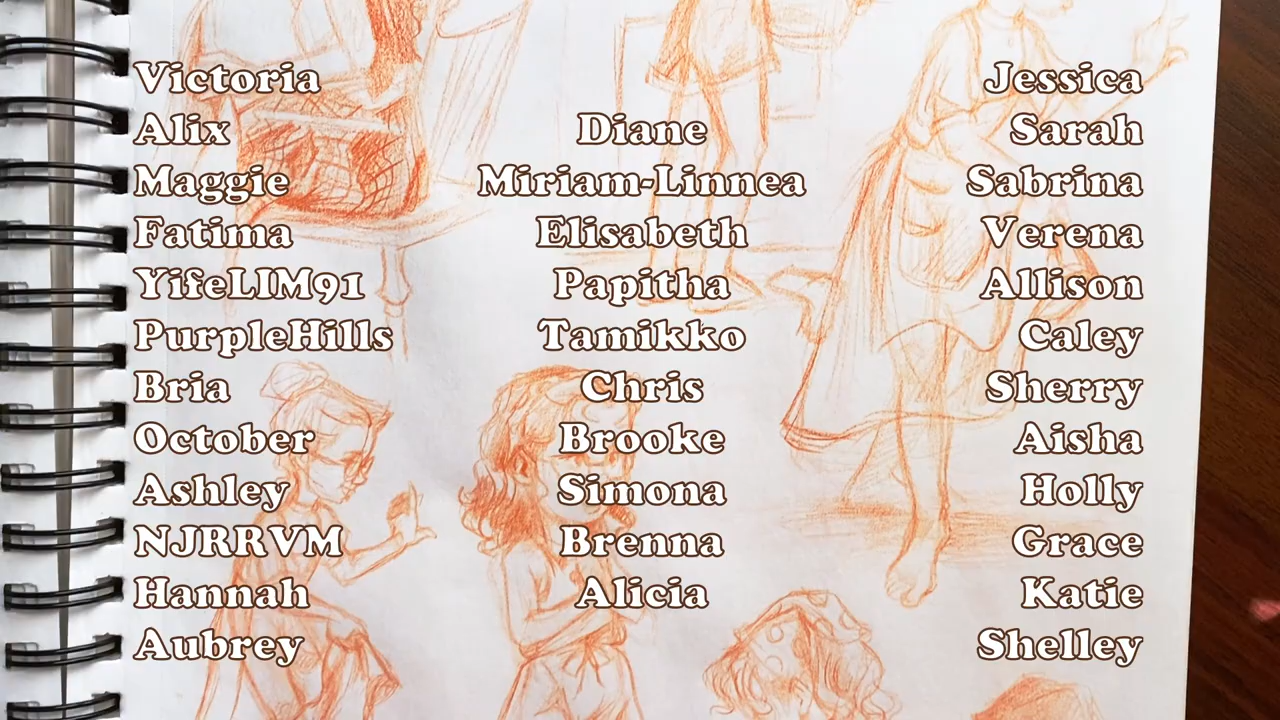 Victoria
Alix
Maggie
Fatima
YifeLIM91
PurpleHills
Bria
October
Ashley
NJRRVM
Hannah
Aubrey
Diane
Miriam-Linnea
Elisabeth
Papitha
Tamikko
Chris
Brooke
Simona
Brenna
Alicia
Jessica
Sarah
Sabrina
Verena
Allison
Caley
Sherry
Aisha
Holly
Grace
Katie
Shelley